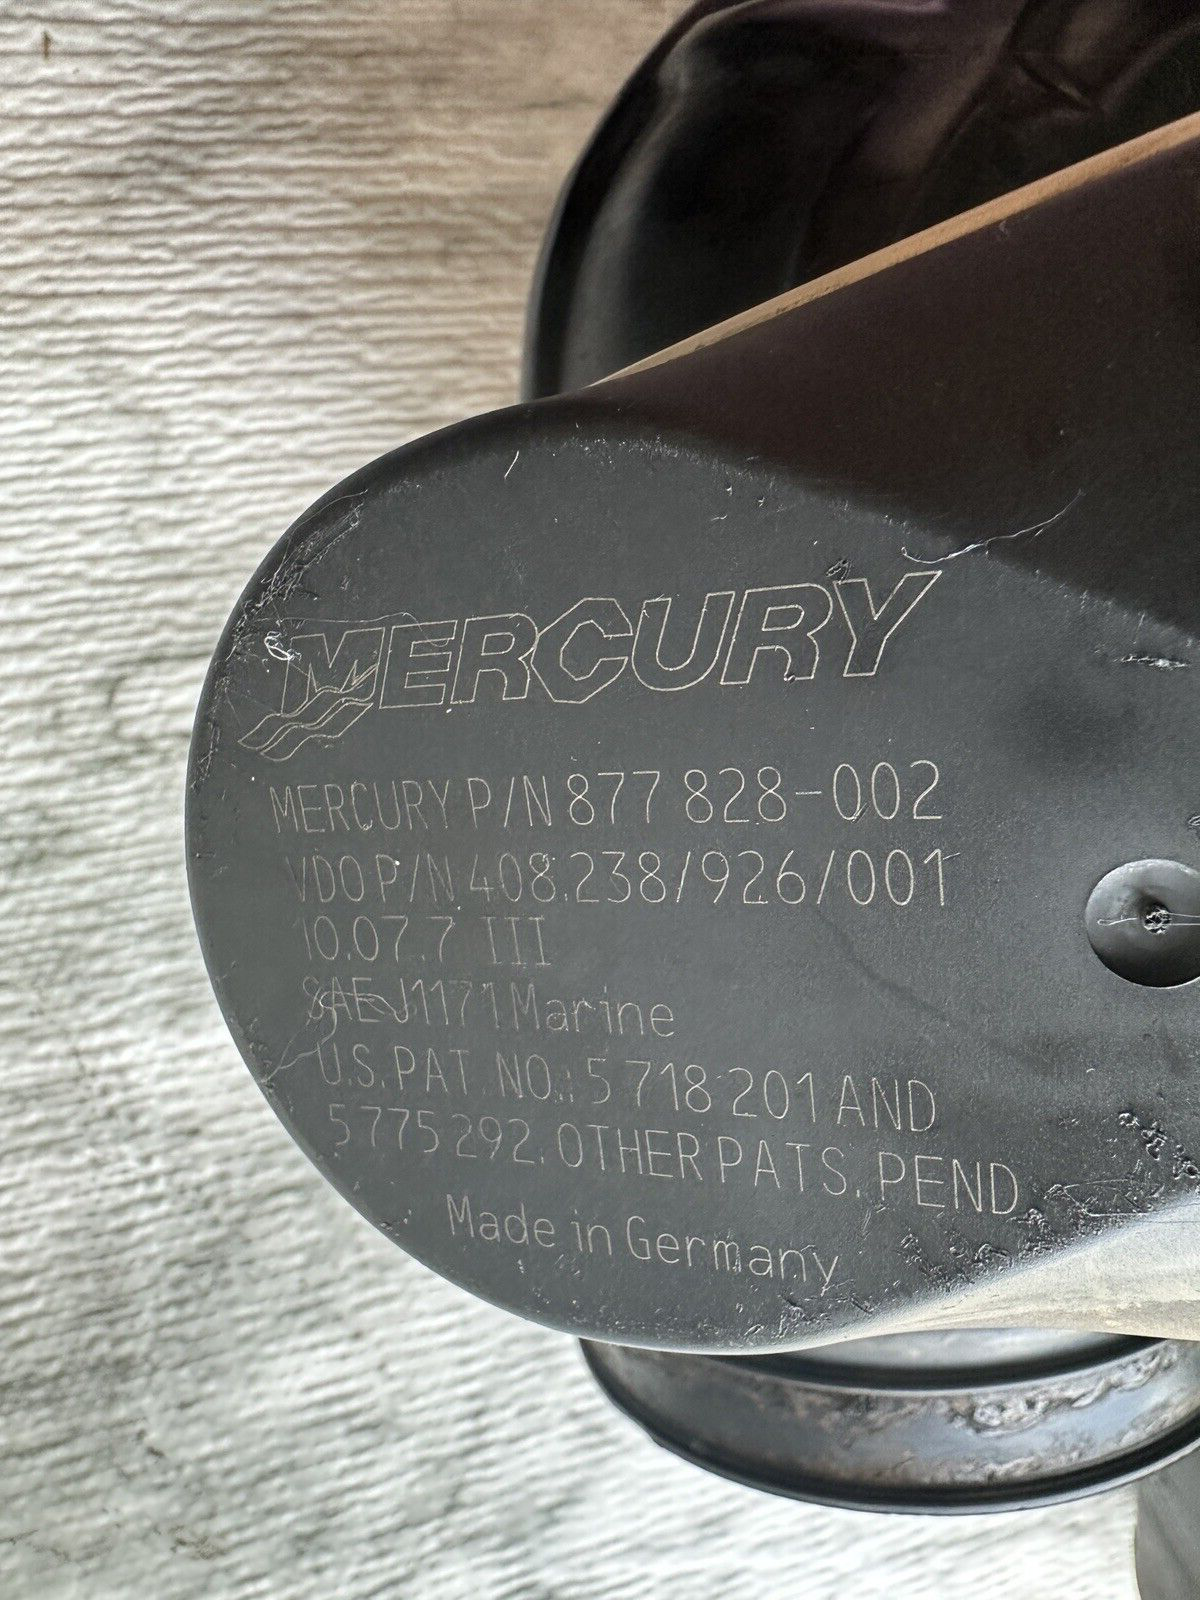 MERCURY
MERCURY P/N 877 828-002
VDO P/N 408.238/926/001
10.07.7 III
SAE J1171 Marine
U.S. PAT. NO.: 5 718 201 AND
5 775 292. OTHER PATS. PEND
Made in Germany